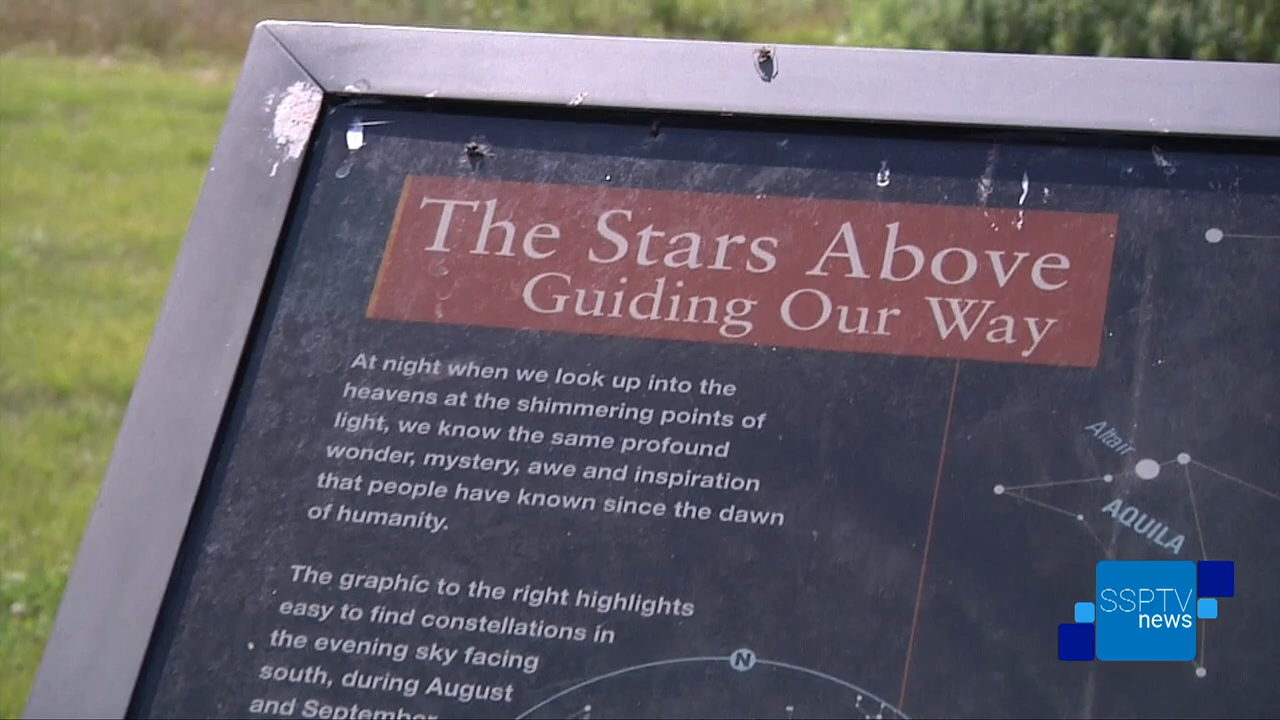 The Stars Above
Guiding Our Way
At night when we look up into the
heavens at the shimmering points of
light, we know the same profound
wonder, mystery, awe and inspiration
that people have known since the dawn
of humanity.
The graphic to the right highlights
easy to find constellations in
the evening sky facing
south, during August
and September
N
Altair
AQUILA
SSPTV
news